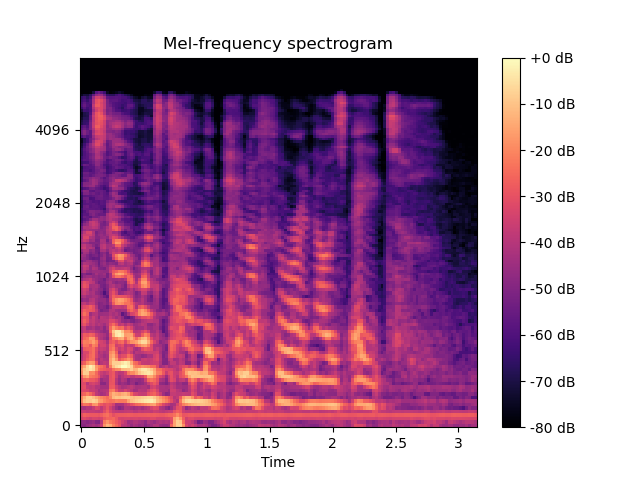 Mel-frequency spectrogram
+0 dB
-10 dB
-20 dB
-30 dB
-40 dB
-50 dB
-60 dB
-70 dB
-80 dB
4096
2048
1024
512
0
Hz
0 0.5 1 1.5 2 2.5 3
Time